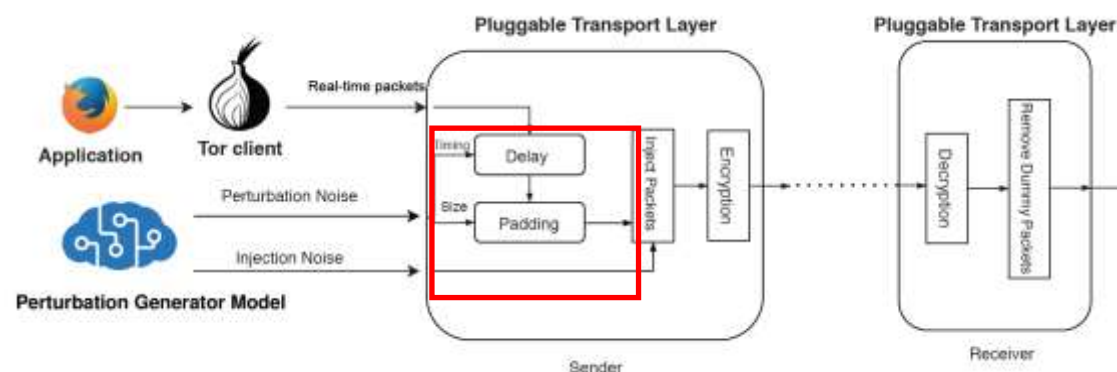 Pluggable Transport Layer
Pluggable Transport Layer
Real-time packets
Application
Tor client
Timing
Delay
Inject Packets
Encryption
Decryption
Remove Dummy Packets
Perturbation Noise
Size
Padding
Injection Noise
Perturbation Generator Model
Sender
Receiver